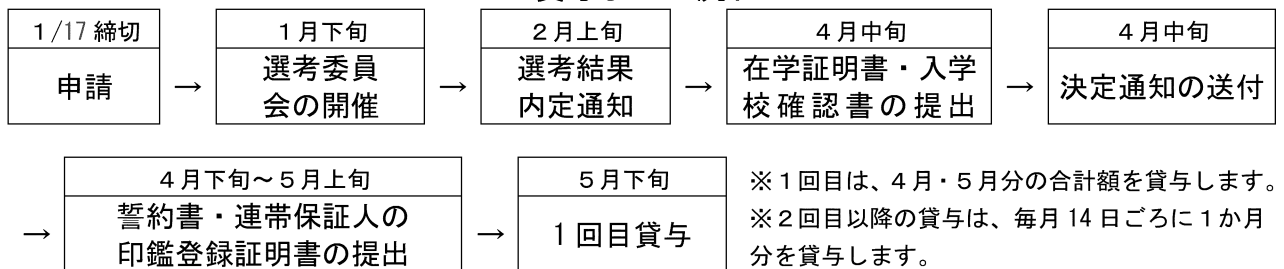 1/17締切
申請
→
1月下旬
選考委員
会の開催
→
2月上旬
選考結果
内定通知
→
4月中旬
在学証明書・入学
校確認書の提出
→
4月中旬
決定通知の送付
→
4月下旬～5月上旬
誓約書・連帯保証人の
印鑑登録証明書の提出
→
5月下旬
1回目貸与
※1回目は、4月・5月分の合計額を貸与します。
※2回目以降の貸与は、毎月14日ごろに1か月
分を貸与します。